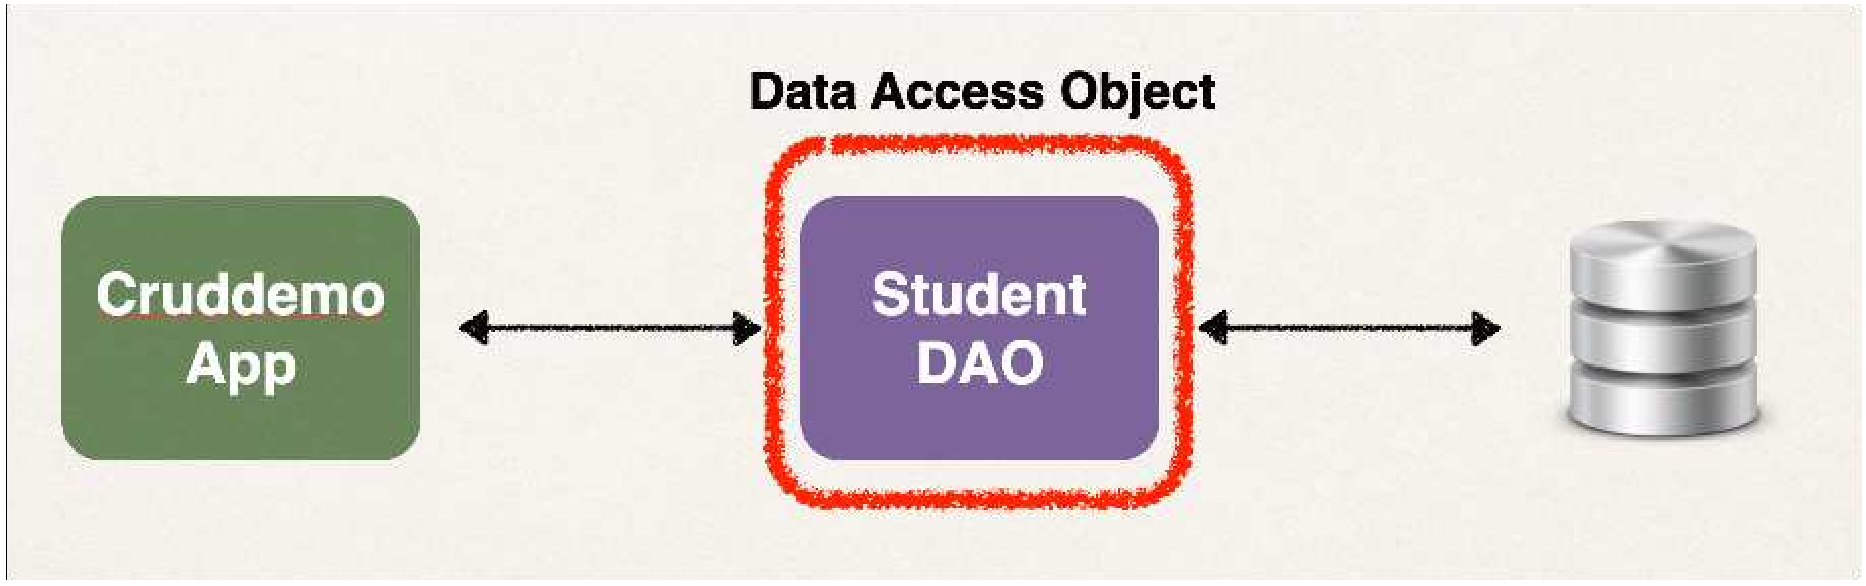 Data Access Object
Cruddemo
App
Student
DAO